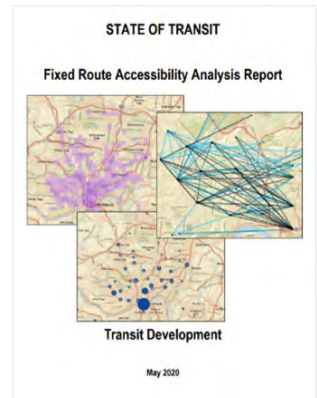 STATE OF TRANSIT
Fixed Route Accessibility Analysis Report
Transit Development
May 2020